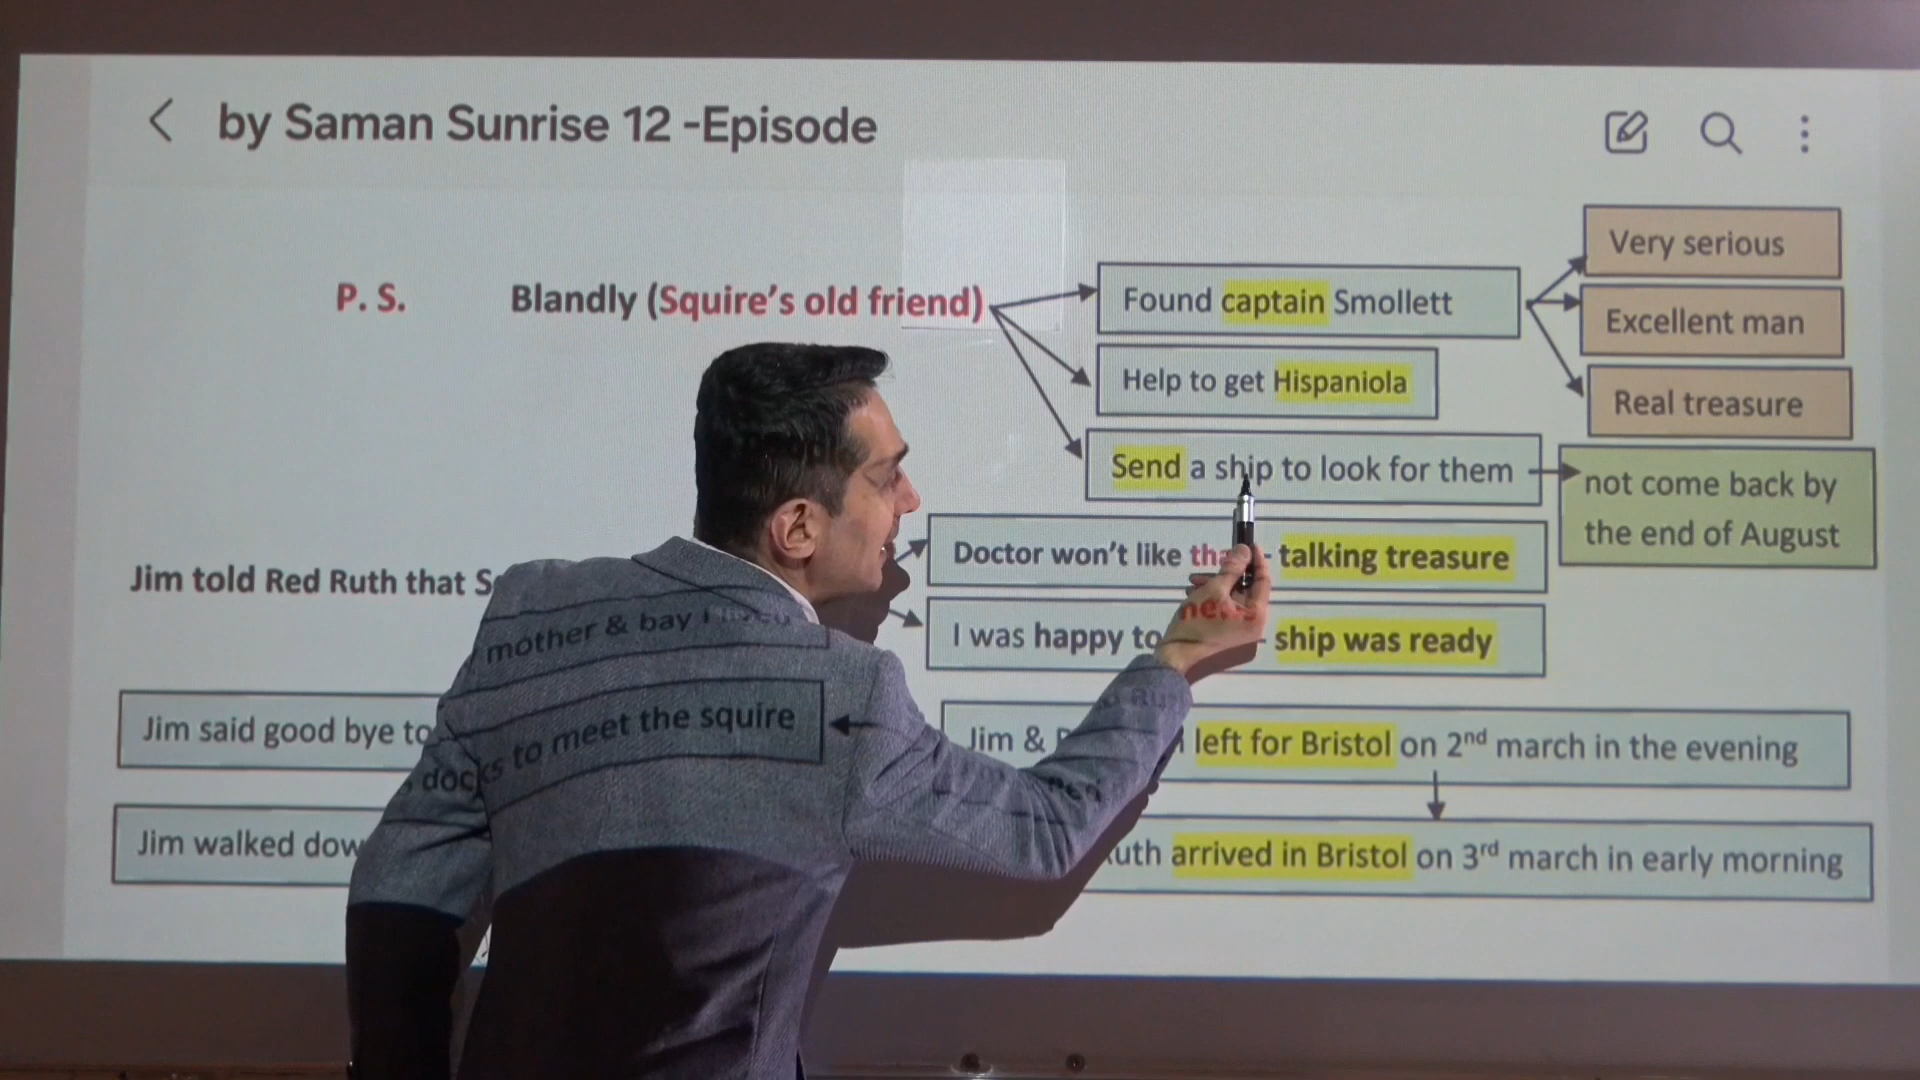 by Saman Sunrise 12 -Episode
Very serious
P. S. Blandly (Squire's old friend)
Found captain Smollett
Excellent man
Help to get Hispaniola
Real treasure
Send a ship to look for them
not come back by
the end of August
Doctor won't like - talking treasure
Jim told Red Ruth that
I was happy to - ship was ready
mother & bay
Jim said good bye to
docks to meet the squire
Jim & left for Bristol on 2nd march in the evening
Jim walked
arrived in Bristol on 3rd march in early morning